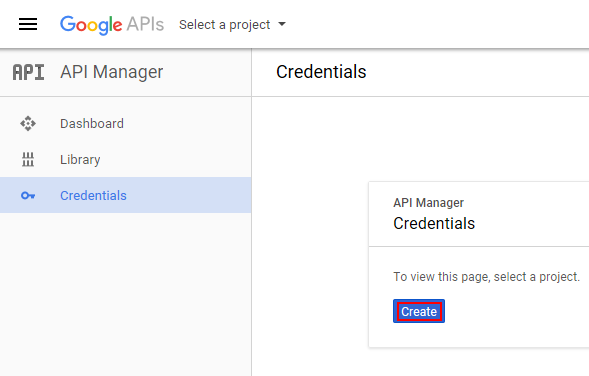 Google APIs Select a project
API API Manager
Credentials
Dashboard
Library
Credentials
API Manager
Credentials
To view this page, select a project.
Create